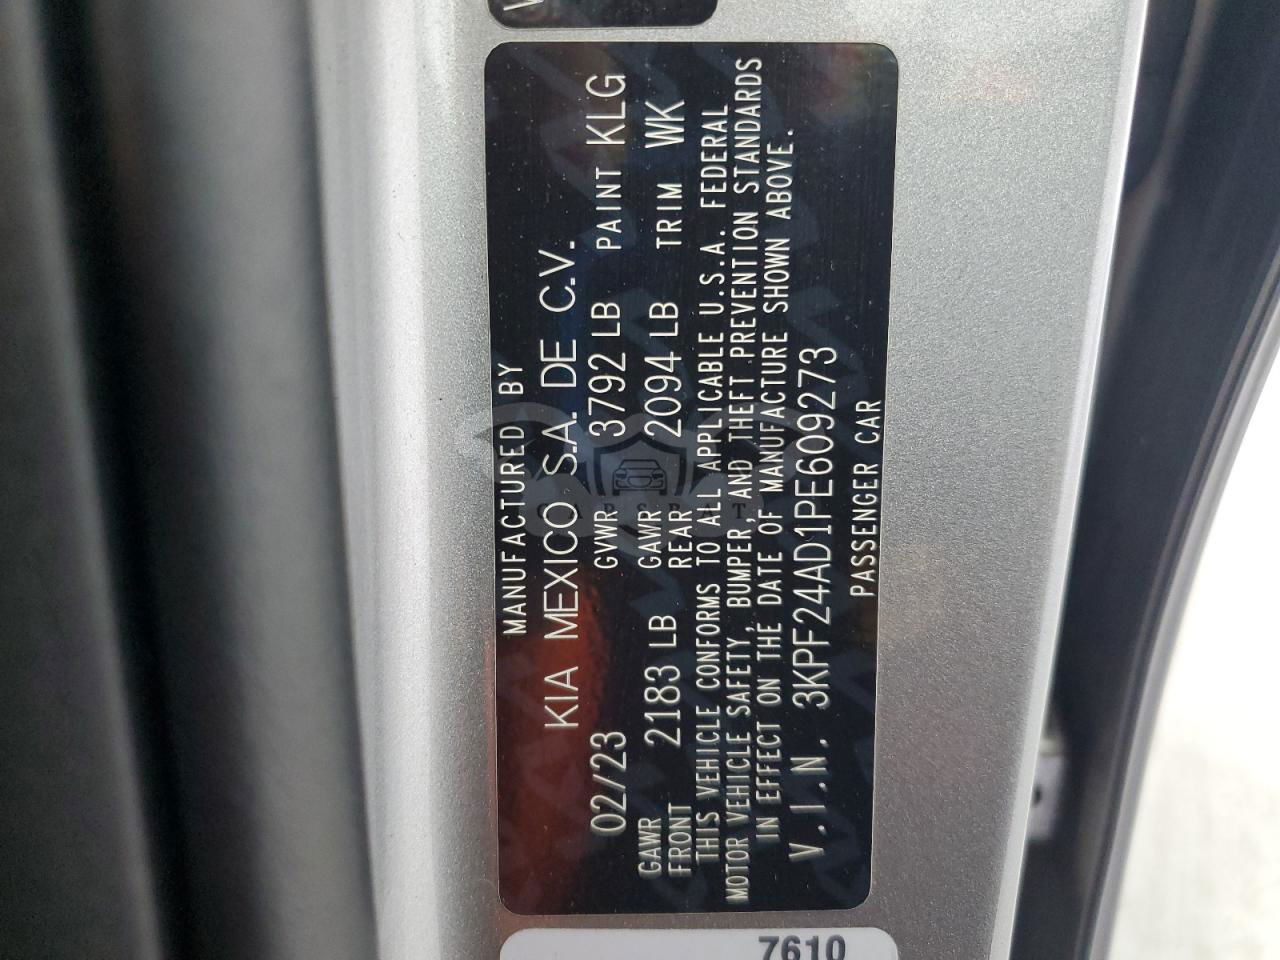 MANUFACTURED BY
KIA MEXICO S.A. DE C.V.
02/23 GVWR 3792 LB PAINT KLG
GAWR FRONT 2183 LB GAWR REAR 2094 LB TRIM WK
THIS VEHICLE CONFORMS TO ALL APPLICABLE U.S.A. FEDERAL
MOTOR VEHICLE SAFETY, BUMPER, AND THEFT PREVENTION STANDARDS
IN EFFECT ON THE DATE OF MANUFACTURE SHOWN ABOVE.
V.I.N. 3KPF24AD1PE609273
PASSENGER CAR
7610